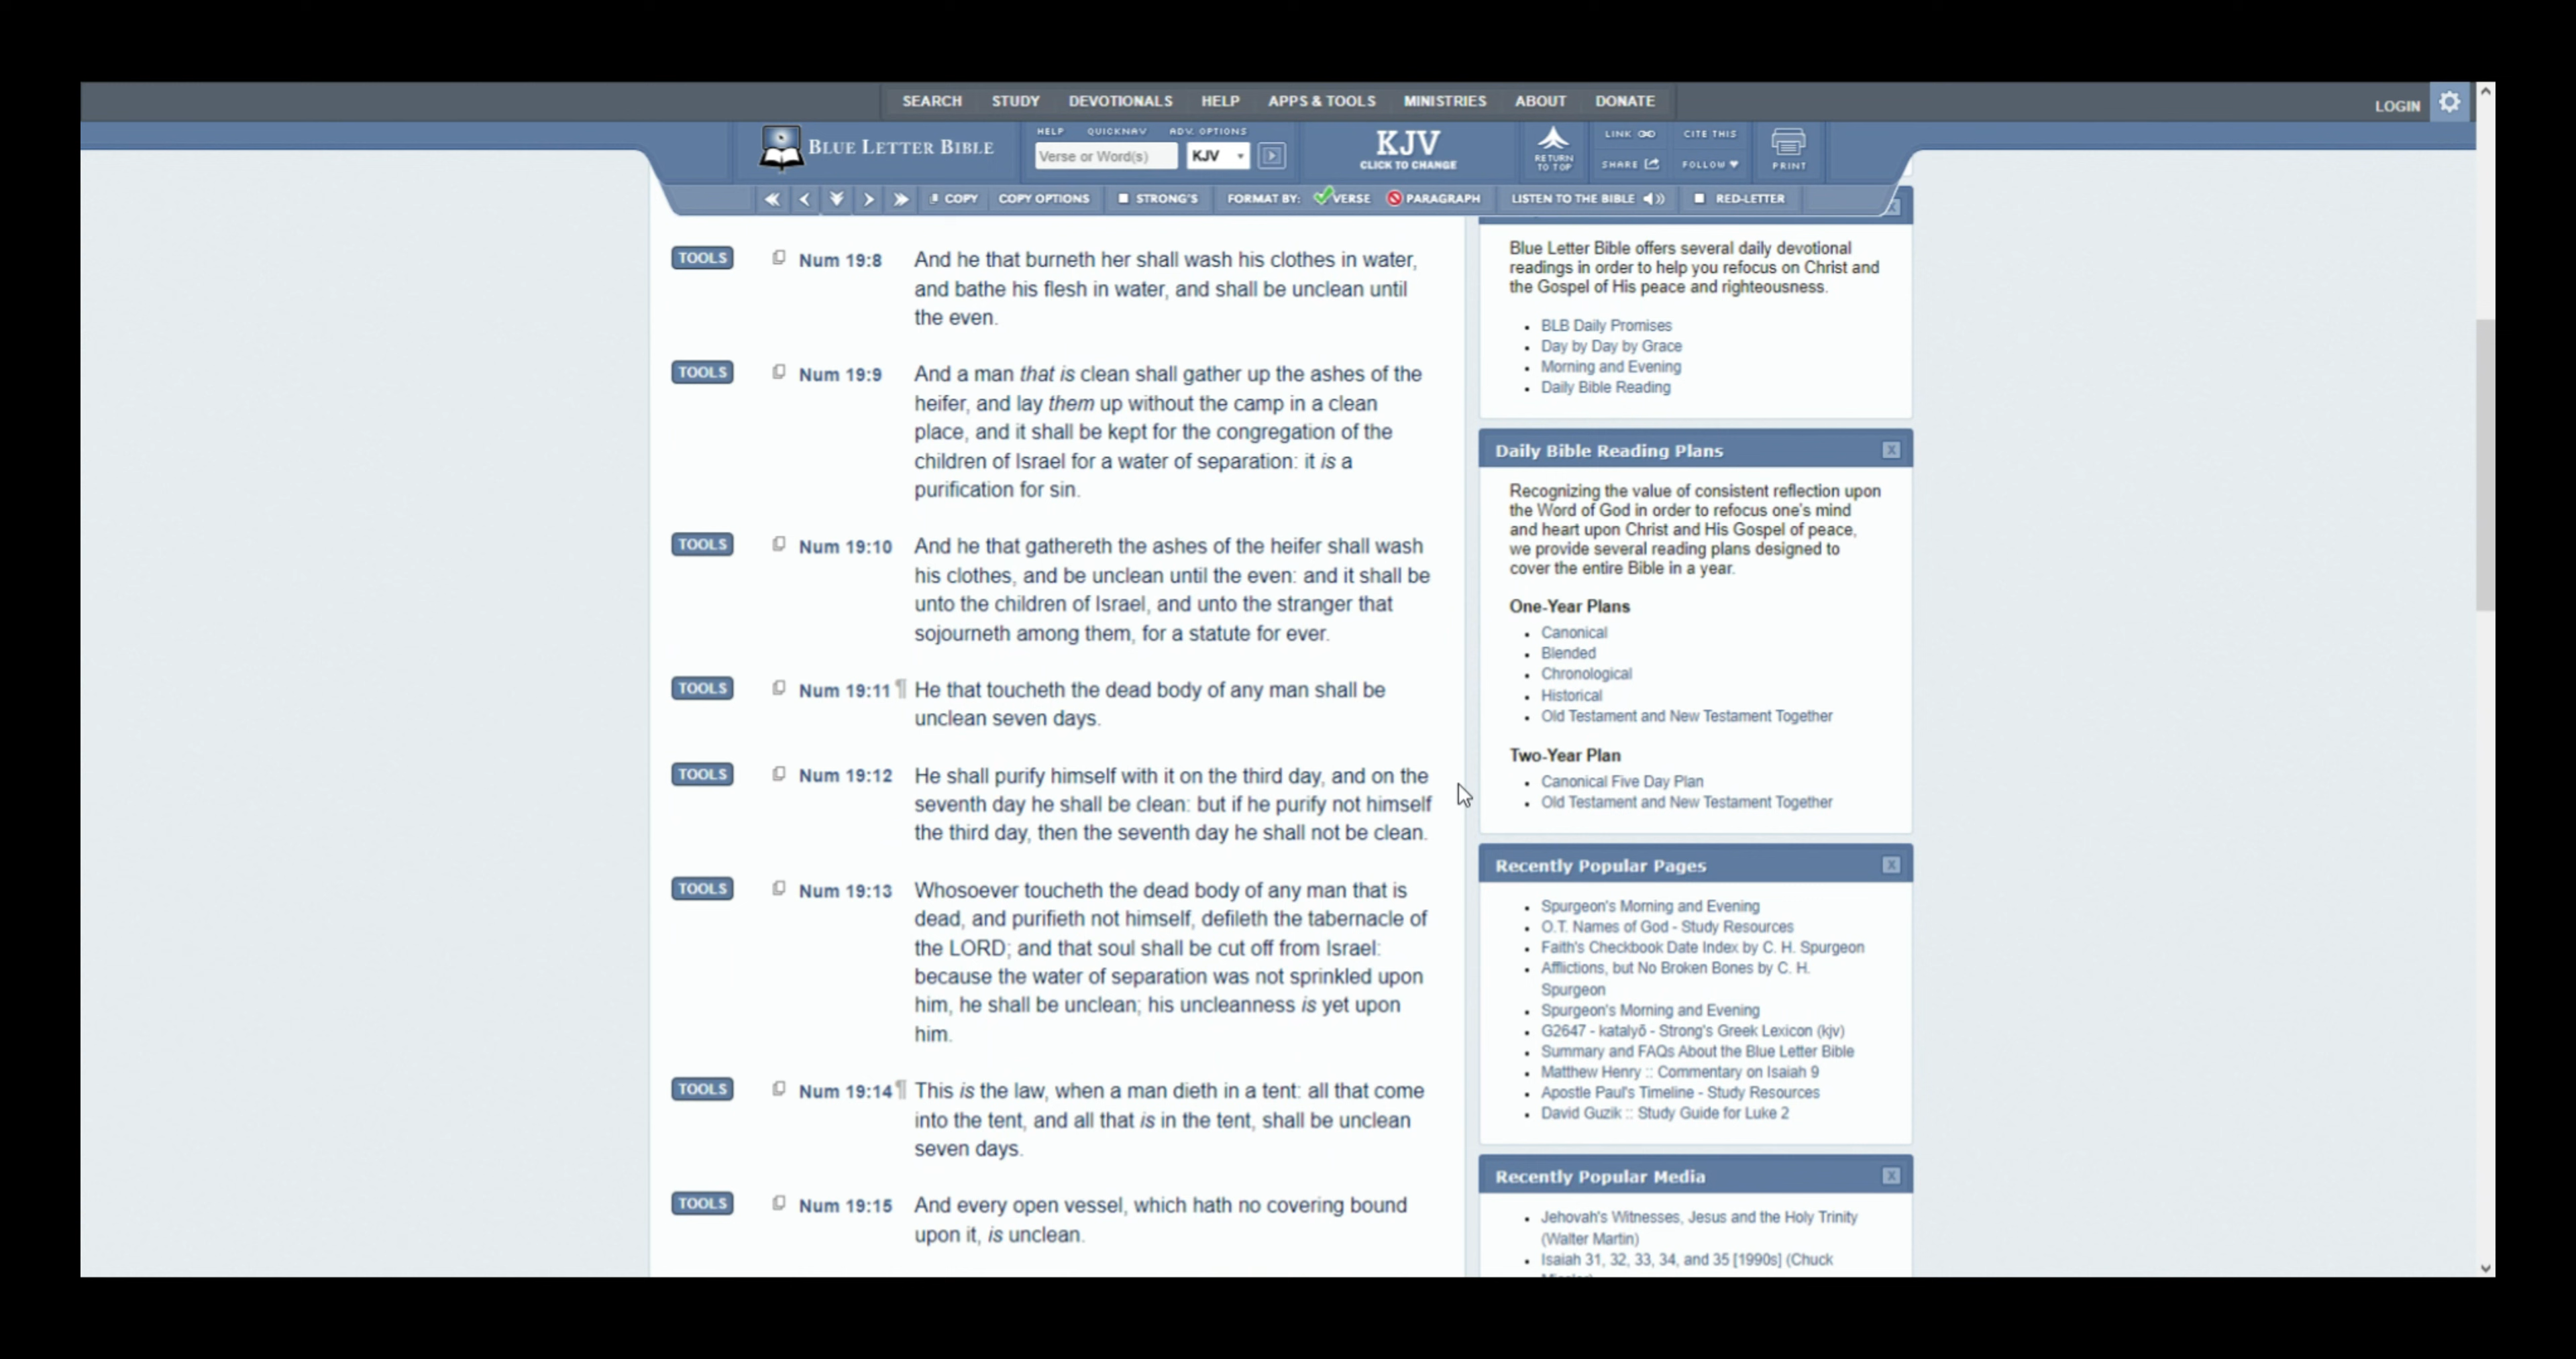 SEARCH STUDY DEVOTIONALS HELP APPS & TOOLS MINISTRIES ABOUT DONATE
LOGIN
BLUE LETTER BIBLE
HELP QUICKNAV ADV. OPTIONS
Verse or Word(s) KJV
KJV
CLICK TO CHANGE
RETURN
TO TOP
LINK CITE THIS
SHARE FOLLOW
PRINT
COPY COPY OPTIONS STRONG'S FORMAT BY: VERSE PARAGRAPH LISTEN TO THE BIBLE RED-LETTER
TOOLS Num 19:8 And he that burneth her shall wash his clothes in water,
and bathe his flesh in water, and shall be unclean until
the even.
TOOLS Num 19:9 And a man that is clean shall gather up the ashes of the
heifer, and lay them up without the camp in a clean
place, and it shall be kept for the congregation of the
children of Israel for a water of separation: it is a
purification for sin.
TOOLS Num 19:10 And he that gathereth the ashes of the heifer shall wash
his clothes, and be unclean until the even: and it shall be
unto the children of Israel, and unto the stranger that
sojourneth among them, for a statute for ever.
TOOLS Num 19:11 ¶ He that toucheth the dead body of any man shall be
unclean seven days.
TOOLS Num 19:12 He shall purify himself with it on the third day, and on the
seventh day he shall be clean: but if he purify not himself
the third day, then the seventh day he shall not be clean.
TOOLS Num 19:13 Whosoever toucheth the dead body of any man that is
dead, and purifieth not himself, defileth the tabernacle of
the LORD; and that soul shall be cut off from Israel:
because the water of separation was not sprinkled upon
him, he shall be unclean; his uncleanness is yet upon
him.
TOOLS Num 19:14 ¶ This is the law, when a man dieth in a tent: all that come
into the tent, and all that is in the tent, shall be unclean
seven days.
TOOLS Num 19:15 And every open vessel, which hath no covering bound
upon it, is unclean.
Blue Letter Bible offers several daily devotional
readings in order to help you refocus on Christ and
the Gospel of His peace and righteousness.
• BLB Daily Promises
• Day by Day by Grace
• Morning and Evening
• Daily Bible Reading
Daily Bible Reading Plans X
Recognizing the value of consistent reflection upon
the Word of God in order to refocus one's mind
and heart upon Christ and His Gospel of peace,
we provide several reading plans designed to
cover the entire Bible in a year.
One-Year Plans
• Canonical
• Blended
• Chronological
• Historical
• Old Testament and New Testament Together
Two-Year Plan
• Canonical Five Day Plan
• Old Testament and New Testament Together
Recently Popular Pages X
• Spurgeon's Morning and Evening
• O.T. Names of God - Study Resources
• Faith's Checkbook Date Index by C. H. Spurgeon
• Afflictions, but No Broken Bones by C. H.
Spurgeon
• Spurgeon's Morning and Evening
• G2647 - katalyō - Strong's Greek Lexicon (kjv)
• Summary and FAQs About the Blue Letter Bible
• Matthew Henry :: Commentary on Isaiah 9
• Apostle Paul's Timeline - Study Resources
• David Guzik :: Study Guide for Luke 2
Recently Popular Media X
• Jehovah's Witnesses, Jesus and the Holy Trinity
(Walter Martin)
• Isaiah 31, 32, 33, 34, and 35 [1990s] (Chuck